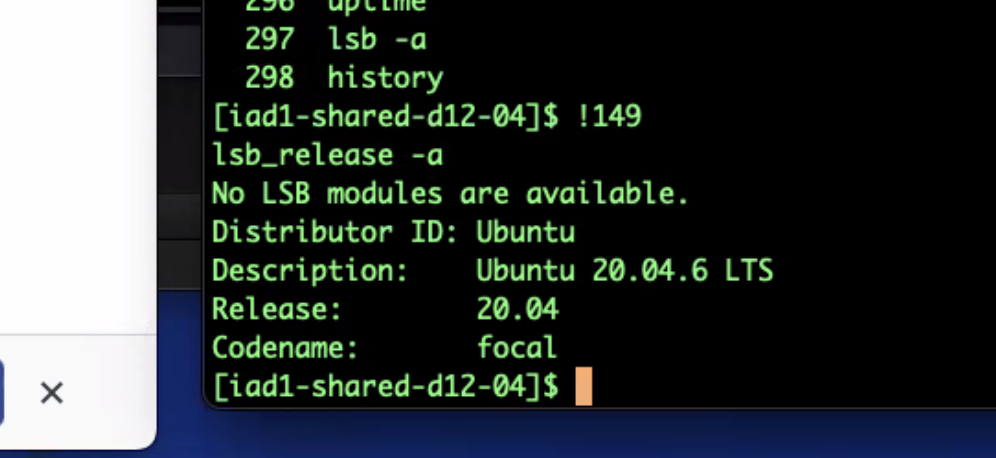 296 uptime
297 lsb -a
298 history
[iad1-shared-d12-04]$ !149
lsb_release -a
No LSB modules are available.
Distributor ID: Ubuntu
Description: Ubuntu 20.04.6 LTS
Release: 20.04
Codename: focal
[iad1-shared-d12-04]$